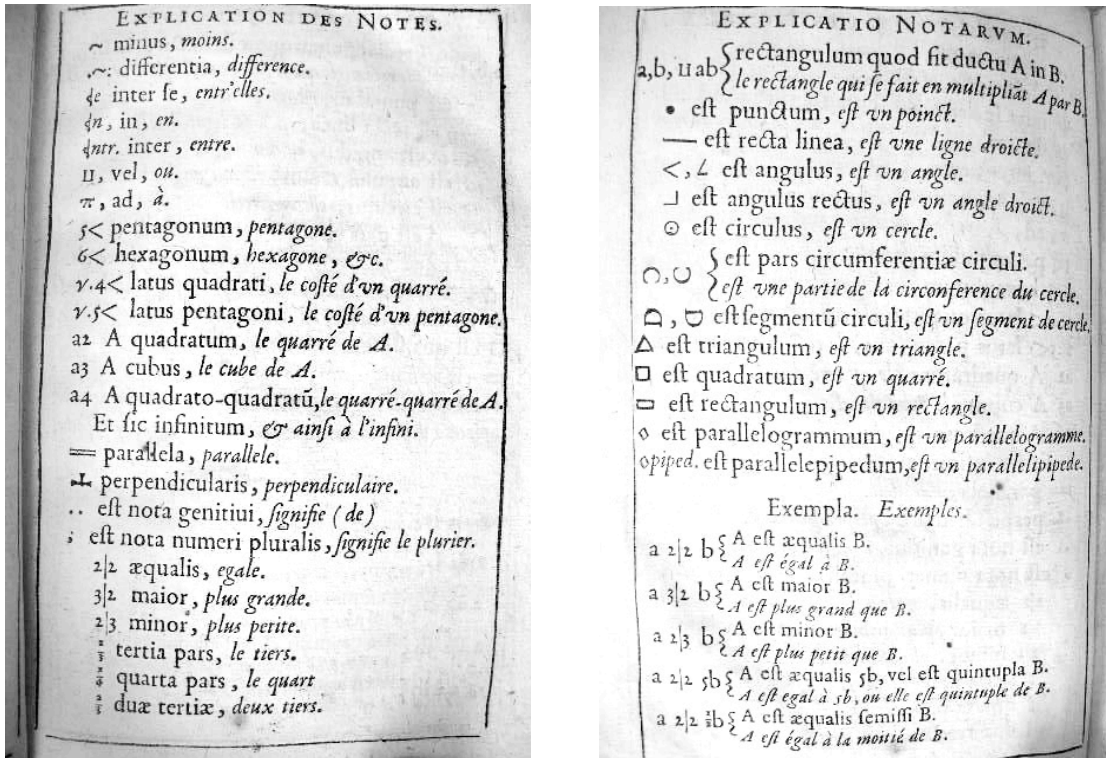 EXPLICATION DES NOTES.
~ minus, moins.
.~: differentia, difference.
ſe inter ſe, entr'elles.
in, en.
inter, entre.
II, vel, ou.
π, ad, à.
5< pentagonum, pentagone.
6< hexagonum, hexagone, &c.
v.4< latus quadrati, le coſté d'vn quarré.
v.5< latus pentagoni, le coſté d'vn pentagone.
a2 A quadratum, le quarré de A.
a3 A cubus, le cube de A.
a4 A quadrato-quadratũ, le quarré-quarré de A.
Et ſic infinitum, & ainſi à l'infini.
= parallela, parallele.
⊥ perpendicularis, perpendiculaire.
.. eſt nota genitiui, ſignifie (de)
; eſt nota numeri pluralis, ſignifie le plurier.
2|2 æqualis, egale.
3|2 maior, plus grande.
2|3 minor, plus petite.
tertia pars, le tiers.
quarta pars, le quart
duæ tertiæ, deux tiers.
EXPLICATIO NOTARVM.
a,b, II ab { rectangulum quod fit ductu A in B.
le rectangle qui ſe fait en multipliãt A par B.
• eſt punctum, eſt vn poinct.
— eſt recta linea, eſt vne ligne droicte.
<, ∠ eſt angulus, eſt vn angle.
⅃ eſt angulus rectus, eſt vn angle droict.
⊙ eſt circulus, eſt vn cercle.
◠, ◡ { eſt pars circumferentiæ circuli.
eſt vne partie de la circonference du cercle.
eſt ſegmentũ circuli, eſt vn ſegment de cercle.
△ eſt triangulum, eſt vn triangle.
□ eſt quadratum, eſt vn quarré.
▭ eſt rectangulum, eſt vn rectangle.
◇ eſt parallelogrammum, eſt vn parallelogramme.
◇piped. eſt parallelepipedum, eſt vn parallelipipede.
Exempla. Exemples.
a 2|2 b { A eſt æqualis B.
A eſt égal à B.
a 3|2 b { A eſt maior B.
A eſt plus grand que B.
a 2|3 b { A eſt minor B.
A eſt plus petit que B.
a 2|2 5b { A eſt æqualis 5b, vel eſt quintupla B.
A eſt egal à 5b, ou elle eſt quintuple de B.
a 2|2 ½b { A eſt æqualis ſemiſſi B.
A eſt égal à la moitié de B.